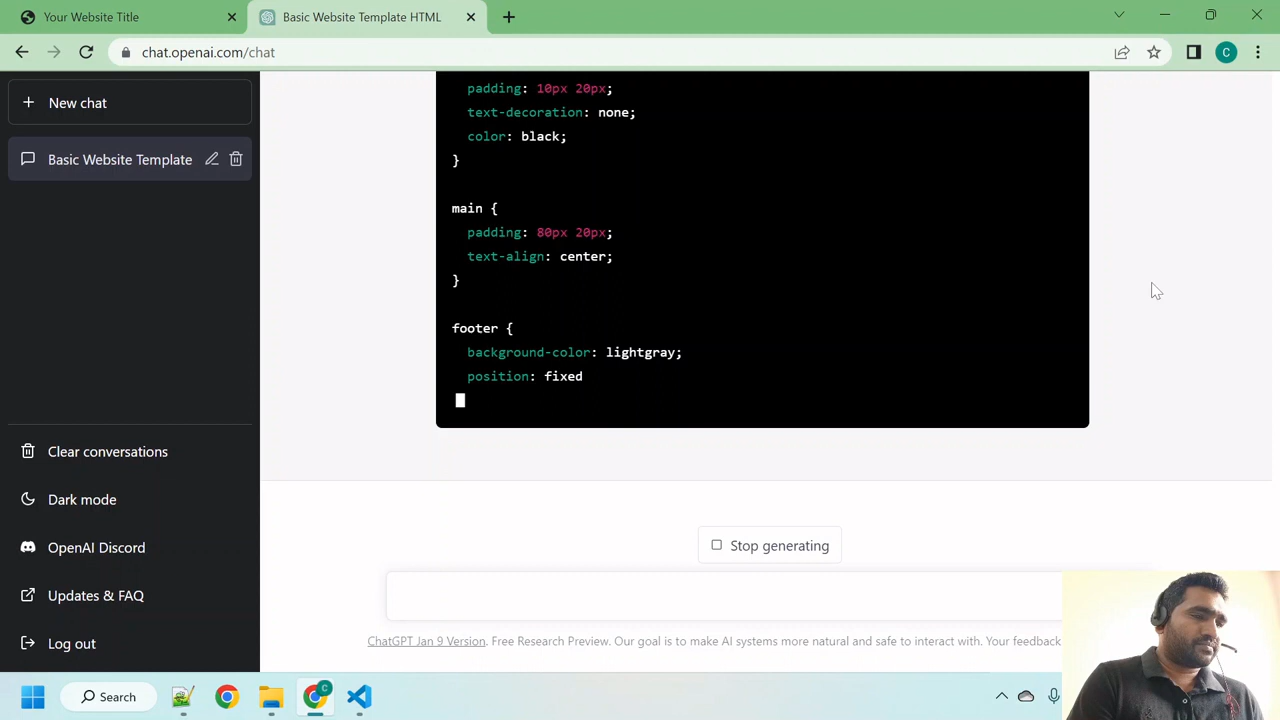 Your Website Title
Basic Website Template HTML
chat.openai.com/chat
C
New chat
Basic Website Template
padding: 10px 20px;
text-decoration: none;
color: black;
}
main {
padding: 80px 20px;
text-align: center;
}
footer {
background-color: lightgray;
position: fixed
Stop generating
Clear conversations
Dark mode
OpenAI Discord
Updates & FAQ
Log out
ChatGPT Jan 9 Version. Free Research Preview. Our goal is to make AI systems more natural and safe to interact with. Your feedback
Search
C